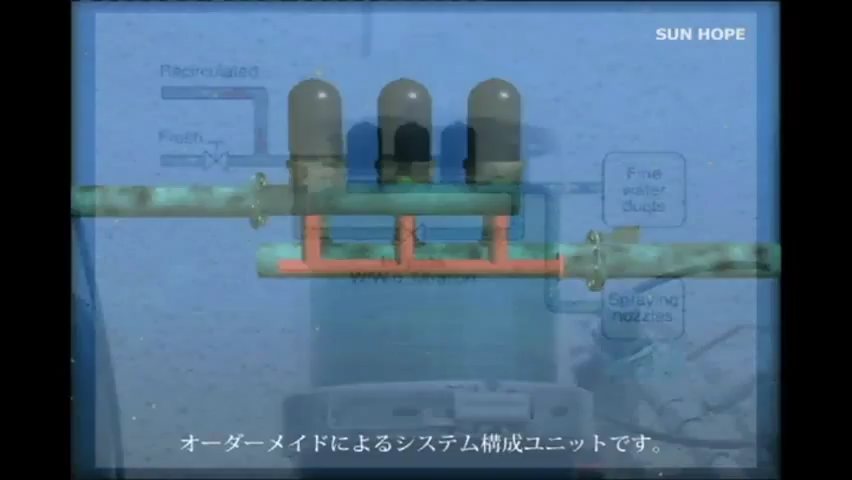 SUN HOPE
Recirculated
Fresh
Fine
water
ducts
Spraying
nozzles
オーダーメイドによるシステム構成ユニットです。